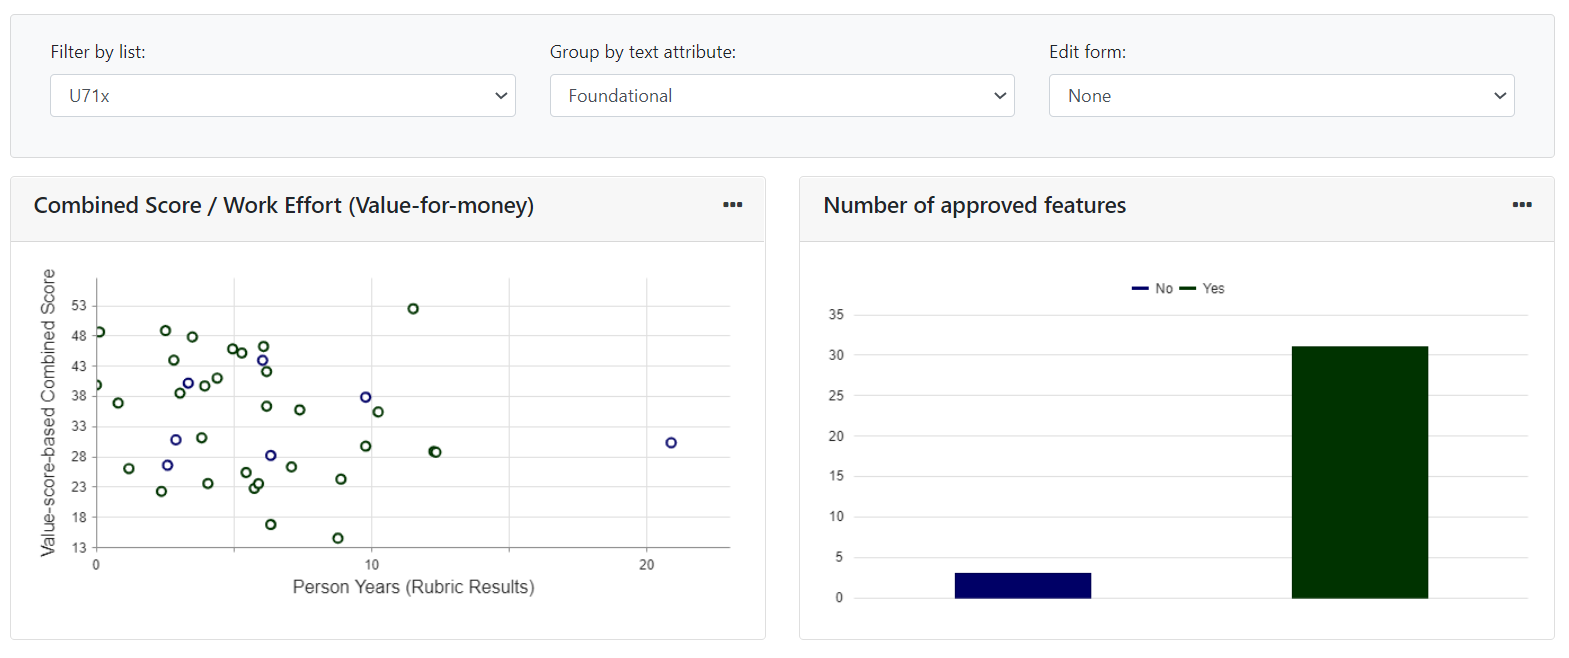 Filter by list:
Group by text attribute:
Edit form:
U71x
Foundational
None
Combined Score / Work Effort (Value-for-money)
Value-score-based Combined Score
53
48
43
38
33
28
23
18
13
0
10
20
Person Years (Rubric Results)
Number of approved features
No
Yes
35
30
25
20
15
10
5
0